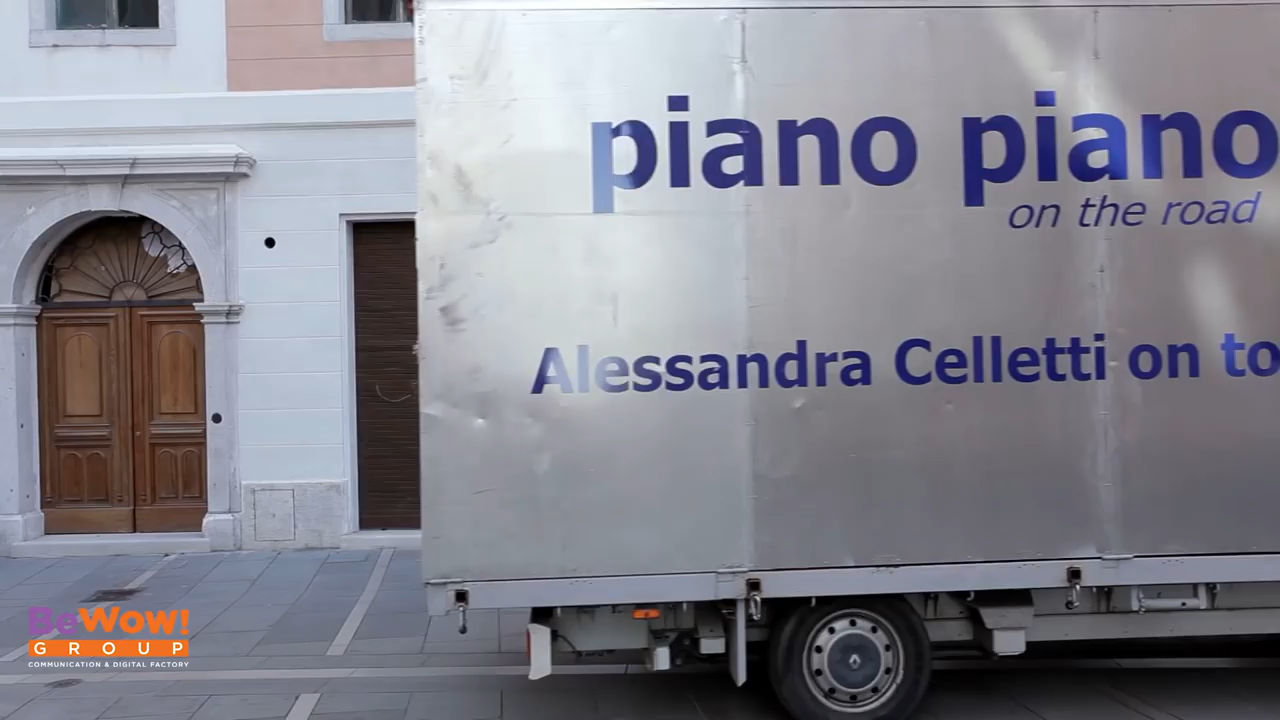 piano piano
on the road
Alessandra Celletti on to
BeWow!
GROUP
COMMUNICATION & DIGITAL FACTORY